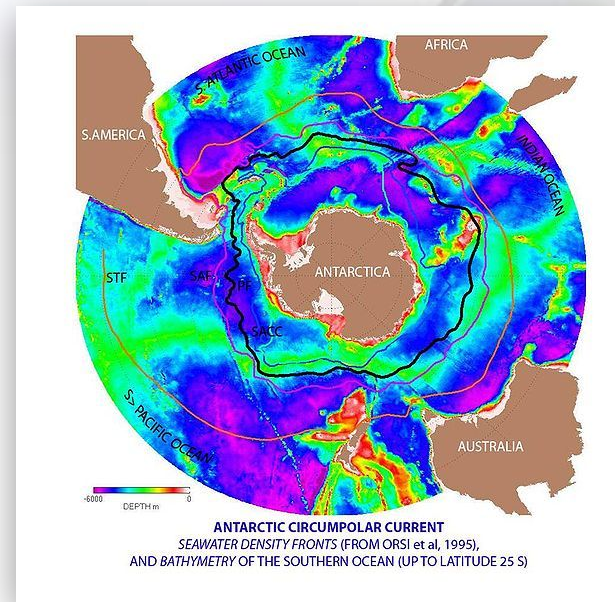 AFRICA
S. ATLANTIC OCEAN
S.AMERICA
INDIAN OCEAN
ANTARCTICA
STF
SAF
PF
SACC
S> PACIFIC OCEAN
AUSTRALIA
-6000 0
DEPTH m
ANTARCTIC CIRCUMPOLAR CURRENT
SEAWATER DENSITY FRONTS (FROM ORSI et al, 1995),
AND BATHYMETRY OF THE SOUTHERN OCEAN (UP TO LATITUDE 25 S)